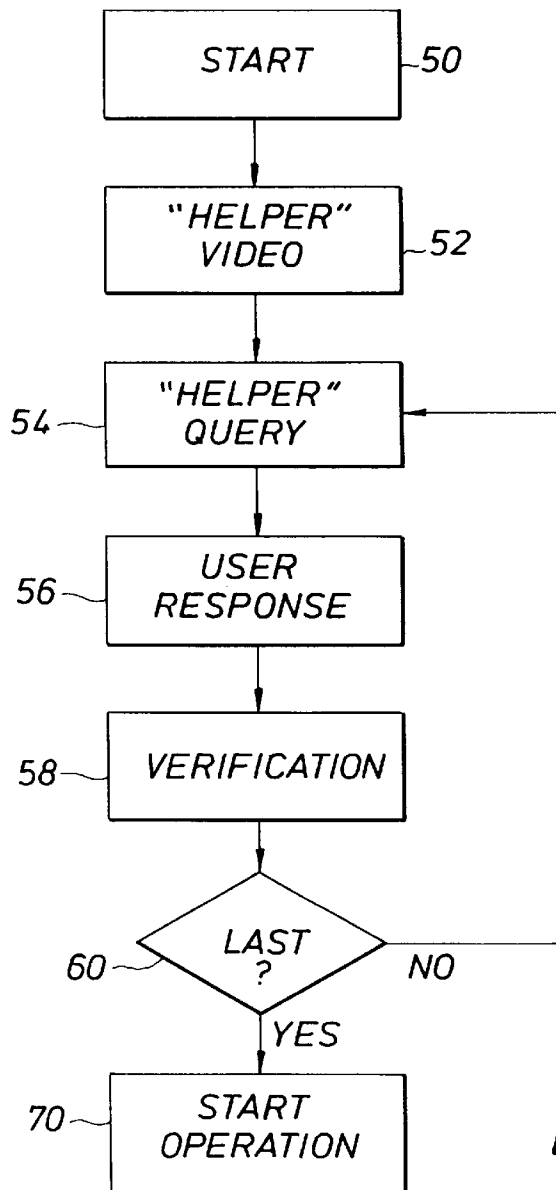 START
50
"HELPER"
VIDEO
52
"HELPER"
QUERY
54
USER
RESPONSE
56
VERIFICATION
58
LAST
?
60
NO
YES
START
OPERATION
70